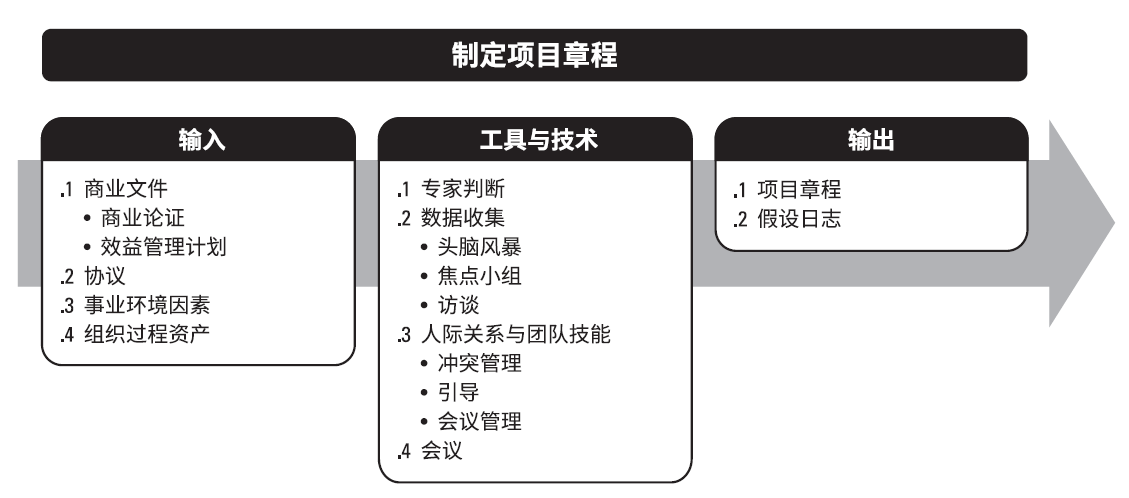 制定项目章程
输入
.1 商业文件
• 商业论证
• 效益管理计划
.2 协议
.3 事业环境因素
.4 组织过程资产
工具与技术
.1 专家判断
.2 数据收集
• 头脑风暴
• 焦点小组
• 访谈
.3 人际关系与团队技能
• 冲突管理
• 引导
• 会议管理
.4 会议
输出
.1 项目章程
.2 假设日志